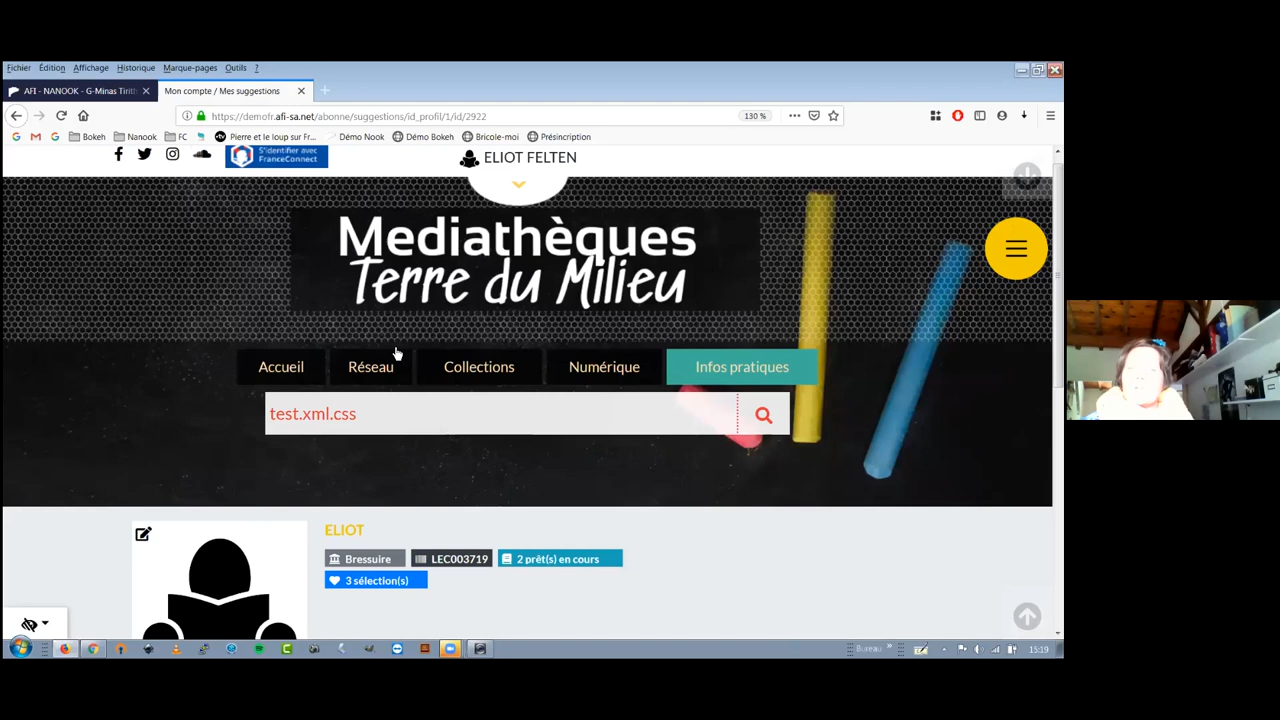 Fichier Édition Affichage Historique Marque-pages Outils ?
AFI - NANOOK - G-Minas Tirith Mon compte / Mes suggestions
https://demofr.afi-sa.net/abonne/suggestions/id_profil/1/id/2922 130 %
Bokeh Nanook FC Pierre et le loup sur Fr... Démo Nook Démo Bokeh Bricole-moi Présincription
S'identifier avec
FranceConnect
ELIOT FELTEN
Mediathèques
Terre du Milieu
Accueil Réseau Collections Numérique Infos pratiques
test.xml.css
ELIOT
Bressuire LEC003719 2 prêt(s) en cours
3 sélection(s)
Bureau » 15:19